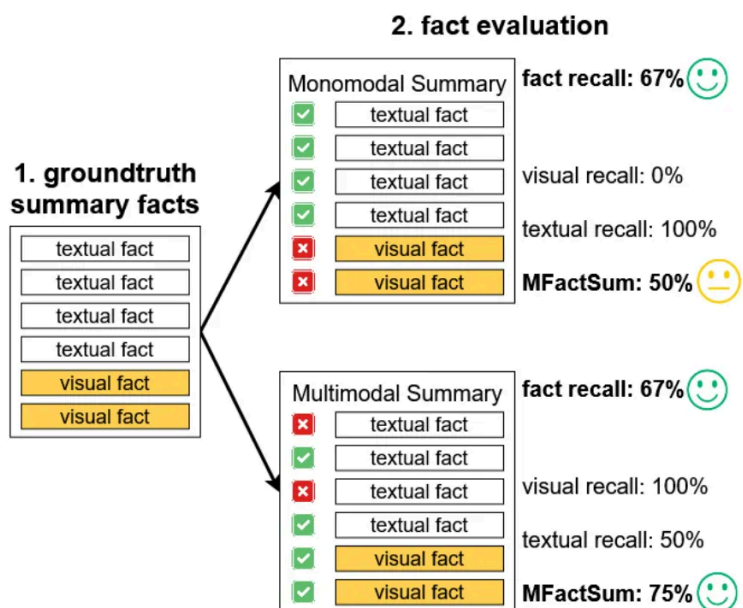 2. fact evaluation
1. groundtruth
summary facts
textual fact
textual fact
textual fact
textual fact
visual fact
visual fact
Monomodal Summary
textual fact
textual fact
textual fact
textual fact
visual fact
visual fact
fact recall: 67%
visual recall: 0%
textual recall: 100%
MFactSum: 50%
Multimodal Summary
textual fact
textual fact
textual fact
textual fact
visual fact
visual fact
fact recall: 67%
visual recall: 100%
textual recall: 50%
MFactSum: 75%